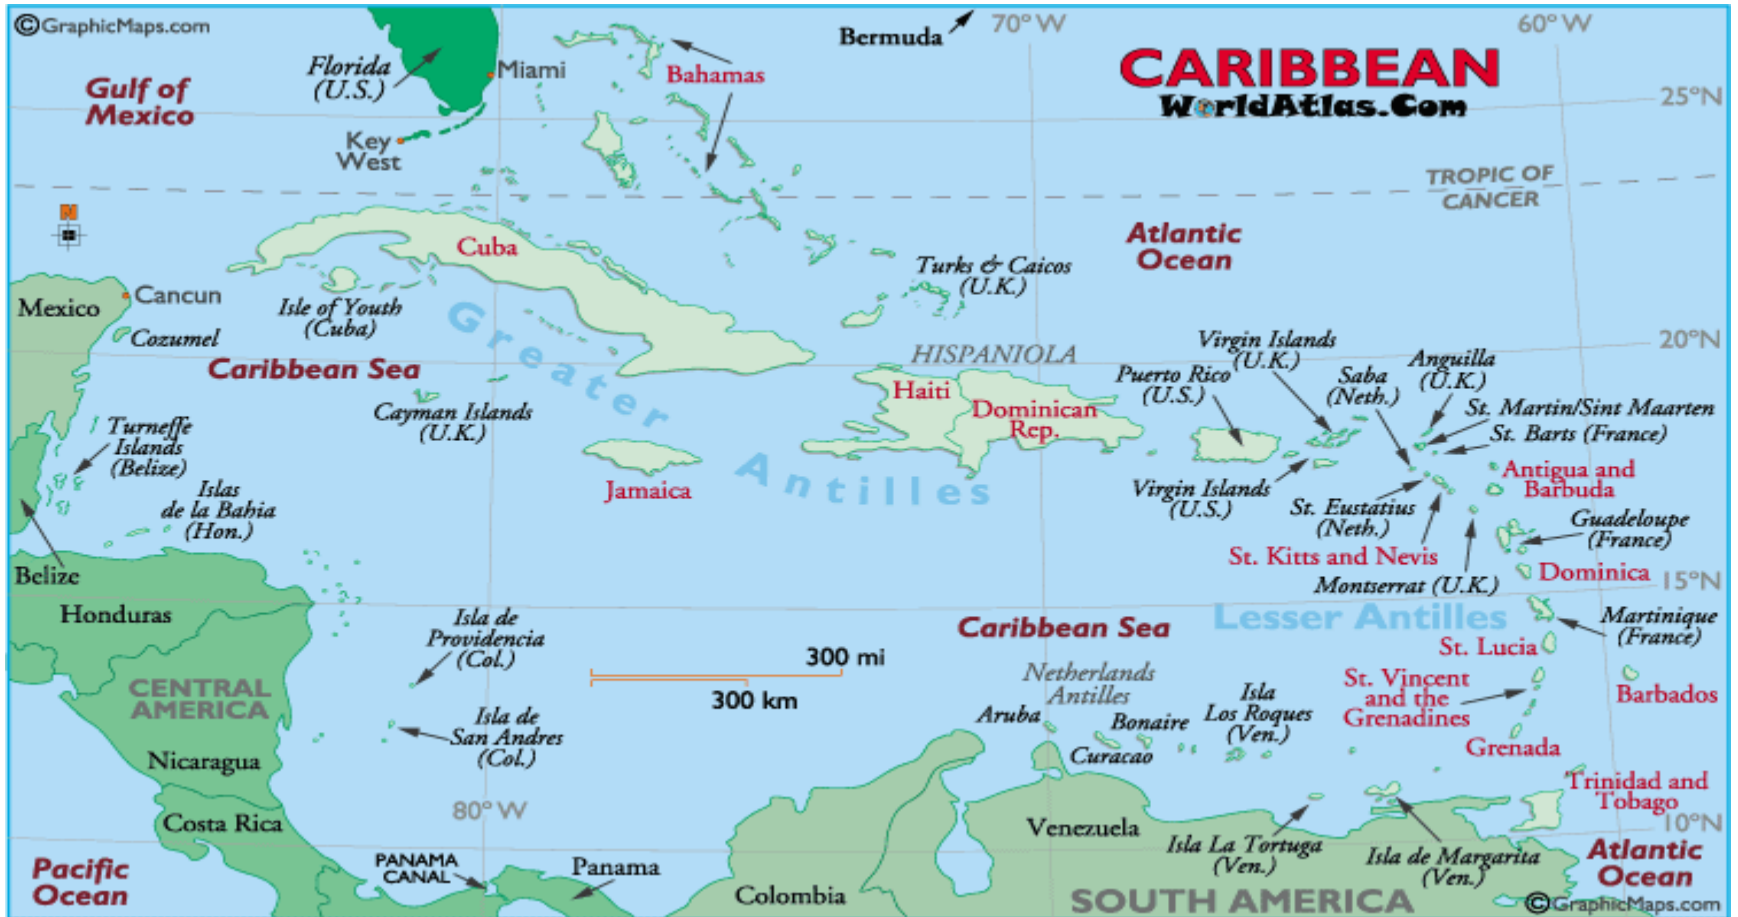 ©GraphicMaps.com
Bermuda
70° W
60° W
Florida
(U.S.)
Miami
Bahamas
CARIBBEAN
WorldAtlas.Com
25°N
Gulf of
Mexico
Key
West
TROPIC OF
CANCER
N
Cuba
Atlantic
Ocean
Turks & Caicos
(U.K.)
Mexico
Cancun
Isle of Youth
(Cuba)
Cozumel
Greater
Antilles
20°N
Caribbean Sea
HISPANIOLA
Virgin Islands
(U.K.)
Anguilla
(U.K.)
Puerto Rico
(U.S.)
Saba
(Neth.)
Haiti
Dominican
Rep.
Cayman Islands
(U.K.)
St. Martin/Sint Maarten
St. Barts (France)
Turneffe
Islands
(Belize)
Jamaica
Antigua and
Barbuda
Virgin Islands
(U.S.)
St. Eustatius
(Neth.)
Islas
de la Bahia
(Hon.)
Guadeloupe
(France)
St. Kitts and Nevis
Belize
Montserrat (U.K.)
Dominica
15°N
Honduras
Lesser Antilles
Isla de
Providencia
(Col.)
Caribbean Sea
Martinique
(France)
St. Lucia
300 mi
300 km
Netherlands
Antilles
CENTRAL
AMERICA
St. Vincent
and the
Grenadines
Barbados
Isla
Los Roques
(Ven.)
Aruba
Bonaire
Curacao
Isla de
San Andres
(Col.)
Grenada
Nicaragua
Trinidad and
Tobago
80° W
Costa Rica
Venezuela
10°N
Isla La Tortuga
(Ven.)
Isla de Margarita
(Ven.)
Atlantic
Ocean
Pacific
Ocean
PANAMA
CANAL
Panama
Colombia
SOUTH AMERICA
©GraphicMaps.com